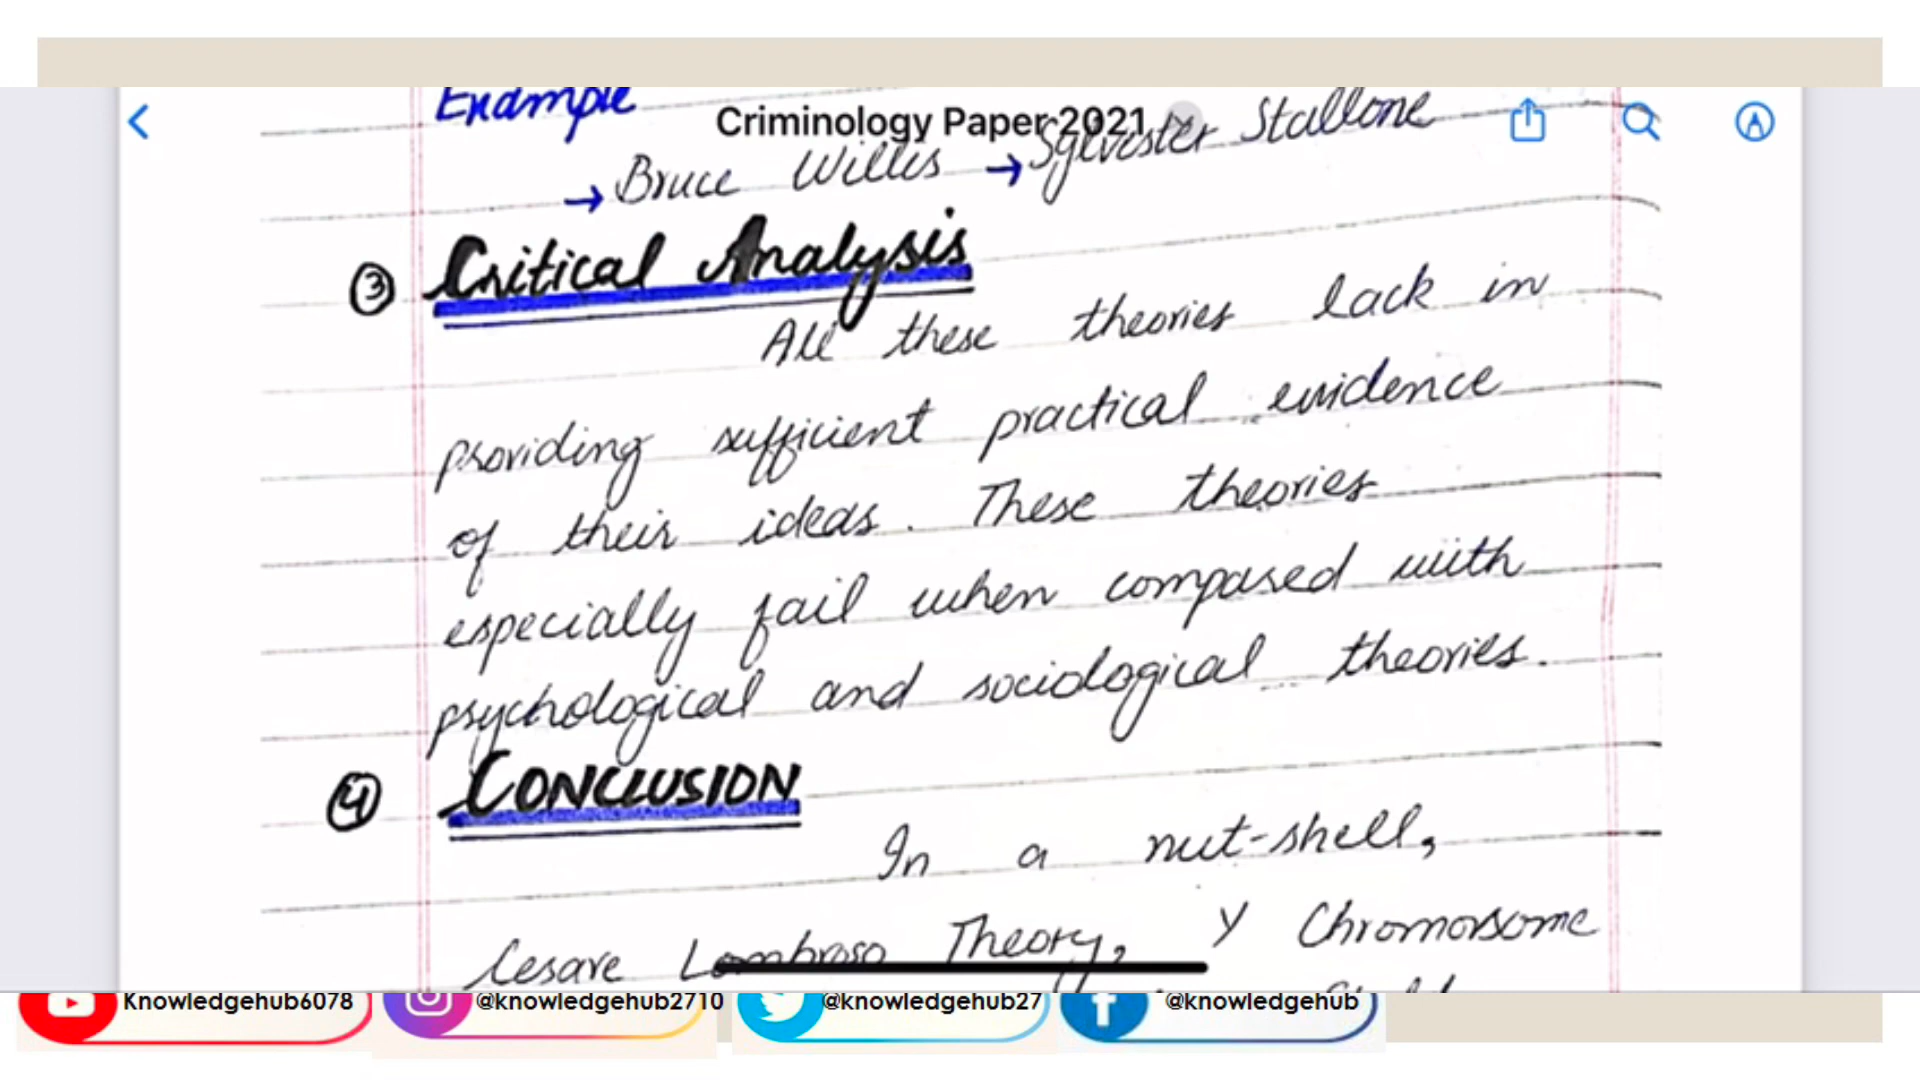 Example
Criminology Paper 2021
→ Bruce Willis → Sylvester Stallone
③ Critical Analysis
All these theories lack in
providing sufficient practical evidence
of their ideas. These theories
especially fail when compared with
psychological and sociological theories.
④ CONCLUSION
In a nut-shell,
Cesare Lombroso Theory, Y Chromorsome
Knowledgehub6078 @knowledgehub2710 @knowledgehub27 @knowledgehub